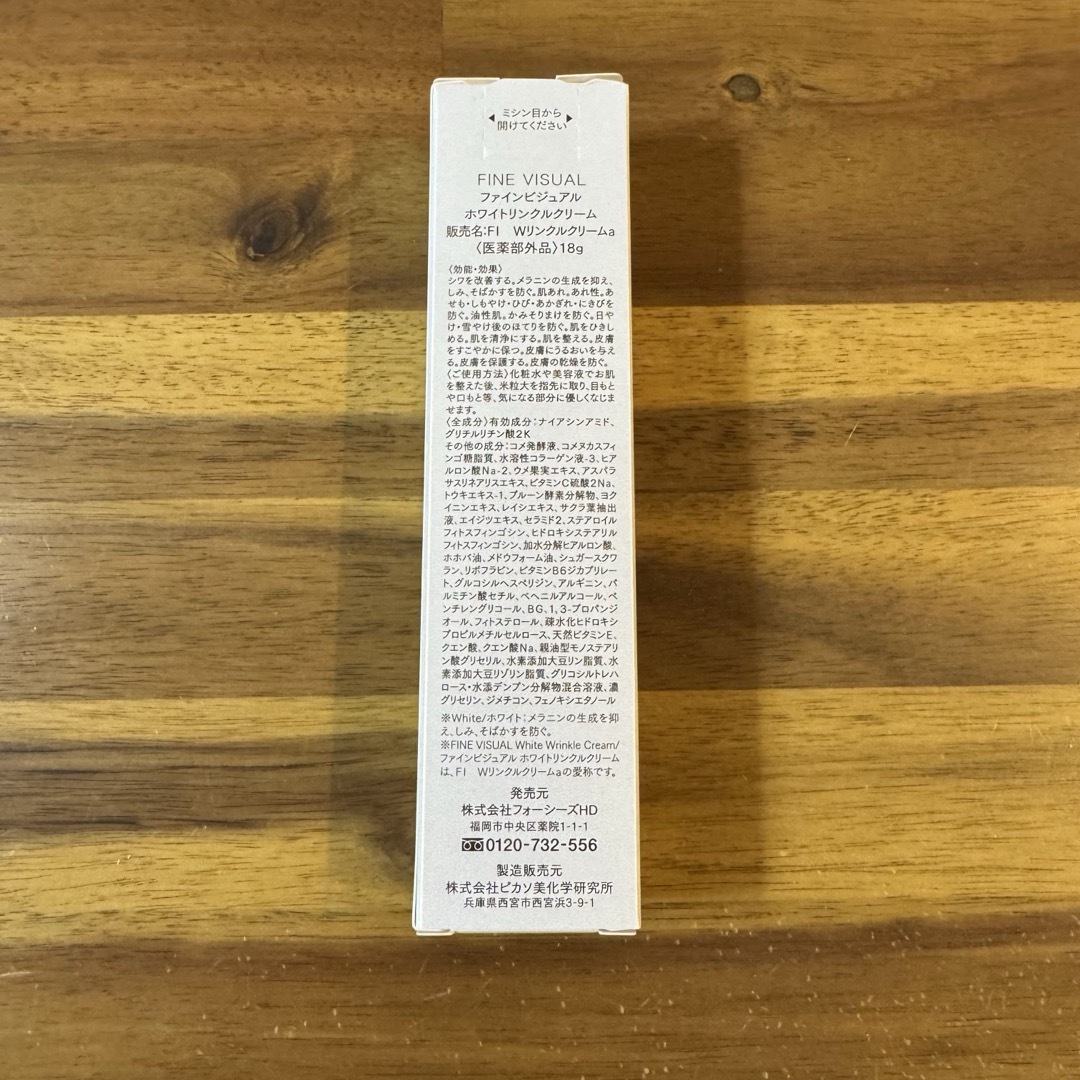 ◀ミシン目から▶
開けてください
FINE VISUAL
ファインビジュアル
ホワイトリンクルクリーム
販売名:FI Wリンクルクリームa
〈医薬部外品〉18g
〈効能・効果〉
シワを改善する。メラニンの生成を抑え、
しみ、そばかすを防ぐ。肌あれ。あれ性。あ
せも・しもやけ・ひび・あかぎれ・にきびを
防ぐ。油性肌。かみそりまけを防ぐ。日や
け・雪やけ後のほてりを防ぐ。肌をひきし
める。肌を清浄にする。肌を整える。皮膚
をすこやかに保つ。皮膚にうるおいを与え
る。皮膚を保護する。皮膚の乾燥を防ぐ。
〈ご使用方法〉化粧水や美容液でお肌
を整えた後、米粒大を指先に取り、目もと
や口もと等、気になる部分に優しくなじま
せます。
〈全成分〉有効成分:ナイアシンアミド、
グリチルリチン酸2K
その他の成分:コメ発酵液、コメヌカスフィ
ンゴ糖脂質、水溶性コラーゲン液-3、ヒア
ルロン酸Na-2、ウメ果実エキス、アスパラ
サスリネアリスエキス、ビタミンC硫酸2Na、
トウキエキス-1、プルーン酵素分解物、ヨク
イニンエキス、レイシエキス、サクラ葉抽出
液、エイジツエキス、セラミド2、ステアロイル
フィトスフィンゴシン、ヒドロキシステアリル
フィトスフィンゴシン、加水分解ヒアルロン酸、
ホホバ油、メドウフォーム油、シュガースクワ
ラン、リボフラビン、ビタミンB6ジカプリレー
ト、グルコシルヘスペリジン、アルギニン、パ
ルミチン酸セチル、ベヘニルアルコール、ペ
ンチレングリコール、BG、1,3-プロパンジ
オール、フィトステロール、疎水化ヒドロキシ
プロピルメチルセルロース、天然ビタミンE、
クエン酸、クエン酸Na、親油型モノステアリ
ン酸グリセリル、水素添加大豆リン脂質、水
素添加大豆リゾリン脂質、グリコシルトレハ
ロース・水添デンプン分解物混合溶液、濃
グリセリン、ジメチコン、フェノキシエタノール
※White/ホワイト:メラニンの生成を抑
え、しみ、そばかすを防ぐ。
※FINE VISUAL White Wrinkle Cream/
ファインビジュアル ホワイトリンクルクリーム
は、FI Wリンクルクリームaの愛称です。
発売元
株式会社フォーシーズHD
福岡市中央区薬院1-1-1
0120-732-556
製造販売元
株式会社ピカソ美化学研究所
兵庫県西宮市西宮浜3-9-1